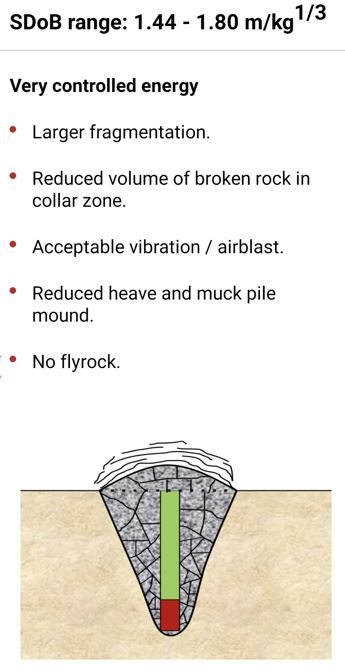 SDoB range: 1.44 - 1.80 m/kg^1/3
Very controlled energy
• Larger fragmentation.
• Reduced volume of broken rock in
collar zone.
• Acceptable vibration / airblast.
• Reduced heave and muck pile
mound.
• No flyrock.